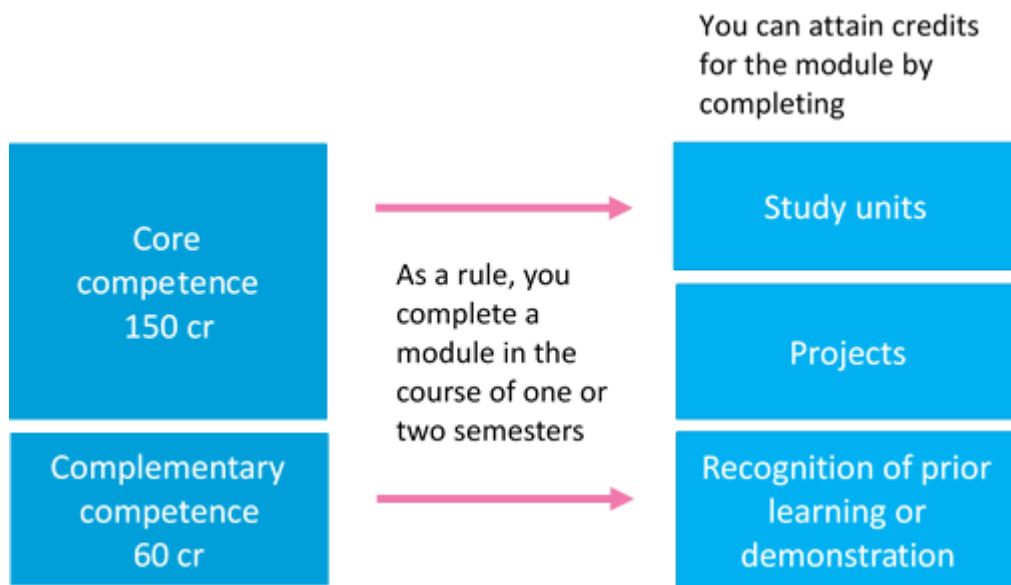 You can attain credits
for the module by
completing
Core
competence
150 cr
Complementary
competence
60 cr
As a rule, you
complete a
module in the
course of one or
two semesters
Study units
Projects
Recognition of prior
learning or
demonstration